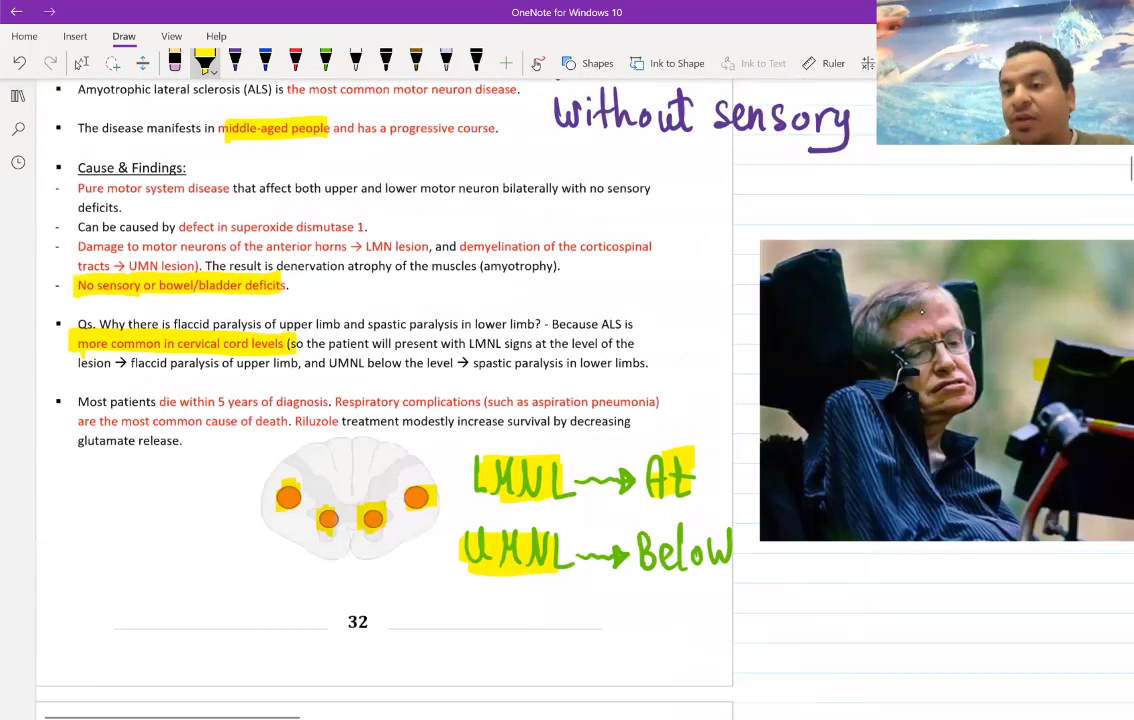 OneNote for Windows 10
Home Insert Draw View Help
Shapes Ink to Shape Ink to Text Ruler
Amyotrophic lateral sclerosis (ALS) is the most common motor neuron disease.
without sensory
The disease manifests in middle-aged people and has a progressive course.
Cause & Findings:
- Pure motor system disease that affect both upper and lower motor neuron bilaterally with no sensory
deficits.
- Can be caused by defect in superoxide dismutase 1.
- Damage to motor neurons of the anterior horns → LMN lesion, and demyelination of the corticospinal
tracts → UMN lesion). The result is denervation atrophy of the muscles (amyotrophy).
- No sensory or bowel/bladder deficits.
Qs. Why there is flaccid paralysis of upper limb and spastic paralysis in lower limb? - Because ALS is
more common in cervical cord levels (so the patient will present with LMNL signs at the level of the
lesion → flaccid paralysis of upper limb, and UMNL below the level → spastic paralysis in lower limbs.
Most patients die within 5 years of diagnosis. Respiratory complications (such as aspiration pneumonia)
are the most common cause of death. Riluzole treatment modestly increase survival by decreasing
glutamate release.
LMNL → At
UMNL → Below
32